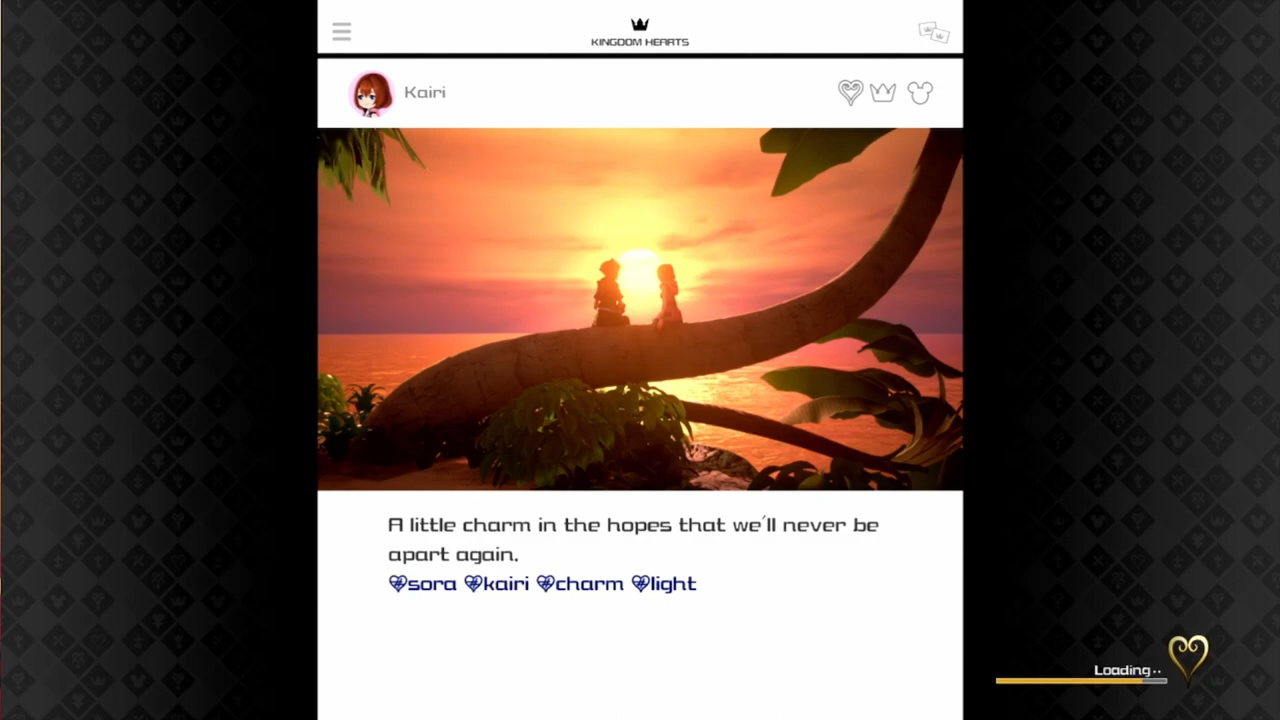 KINGDOM HEARTS
Kairi
A little charm in the hopes that we'll never be
apart again.
sora kairi charm light
Loading..